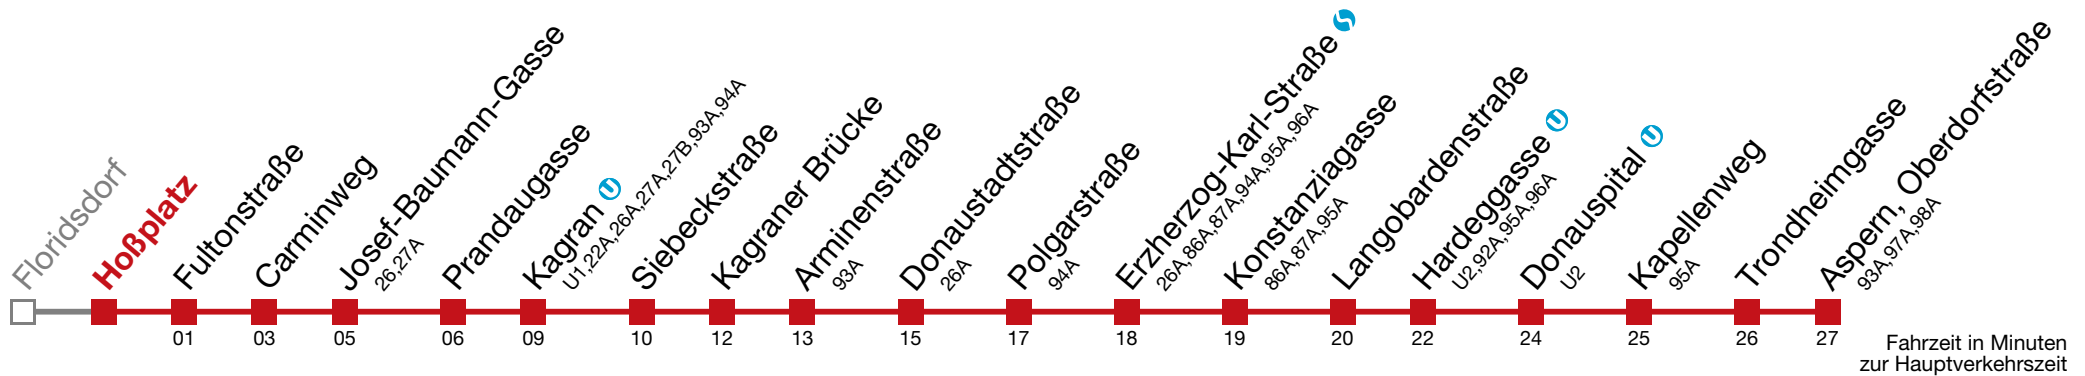 Floridsdorf
Hoßplatz
Fultonstraße
01
Carminweg
03
Josef-Baumann-Gasse
26,27A
05
Prandaugasse
06
Kagran U
U1,22A,26A,27A,27B,93A,94A
09
Siebeckstraße
10
Kagraner Brücke
12
Arminenstraße
93A
13
Donaustadtstraße
26A
15
Polgarstraße
94A
17
Erzherzog-Karl-Straße S
26A,86A,87A,94A,95A,96A
18
Konstanziagasse
86A,87A,95A
19
Langobardenstraße
20
Hardeggasse U
U2,92A,95A,96A
22
Donauspital U
U2
24
Kapellenweg
95A
25
Trondheimgasse
26
Aspern, Oberdorfstraße
93A,97A,98A
27
Fahrzeit in Minuten
zur Hauptverkehrszeit